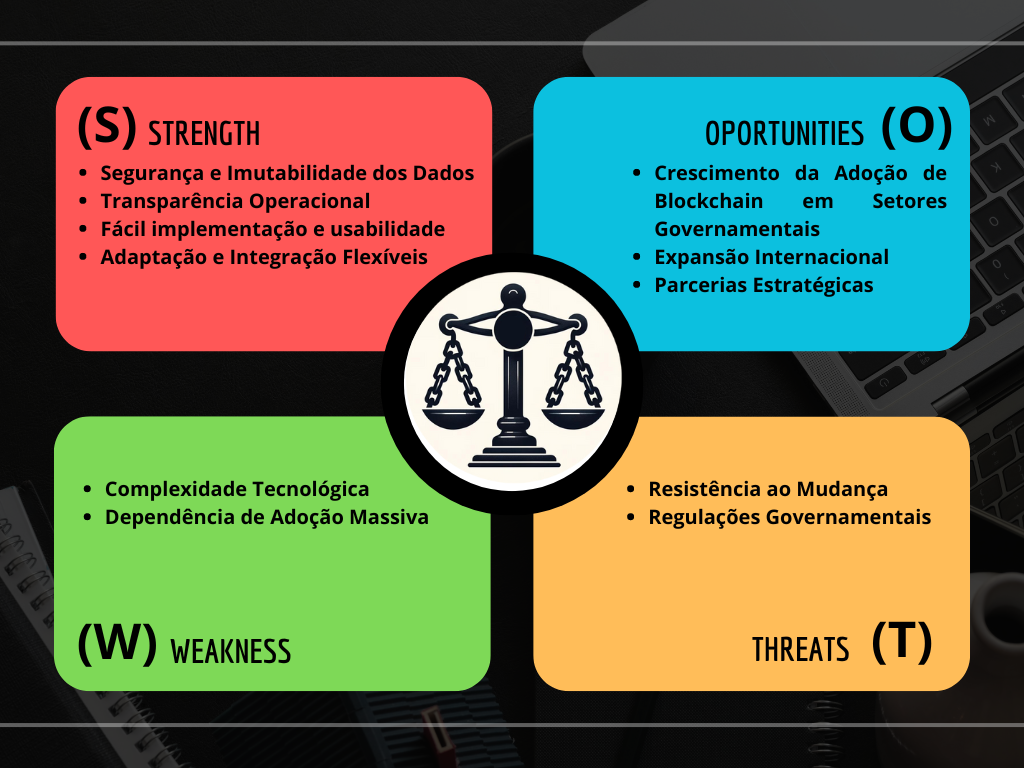 (S) STRENGTH
• Segurança e Imutabilidade dos Dados
• Transparência Operacional
• Fácil implementação e usabilidade
• Adaptação e Integração Flexíveis
OPORTUNITIES (O)
• Crescimento da Adoção de
Blockchain em Setores
Governamentais
• Expansão Internacional
• Parcerias Estratégicas
• Complexidade Tecnológica
• Dependência de Adoção Massiva
(W) WEAKNESS
• Resistência ao Mudança
• Regulações Governamentais
THREATS (T)